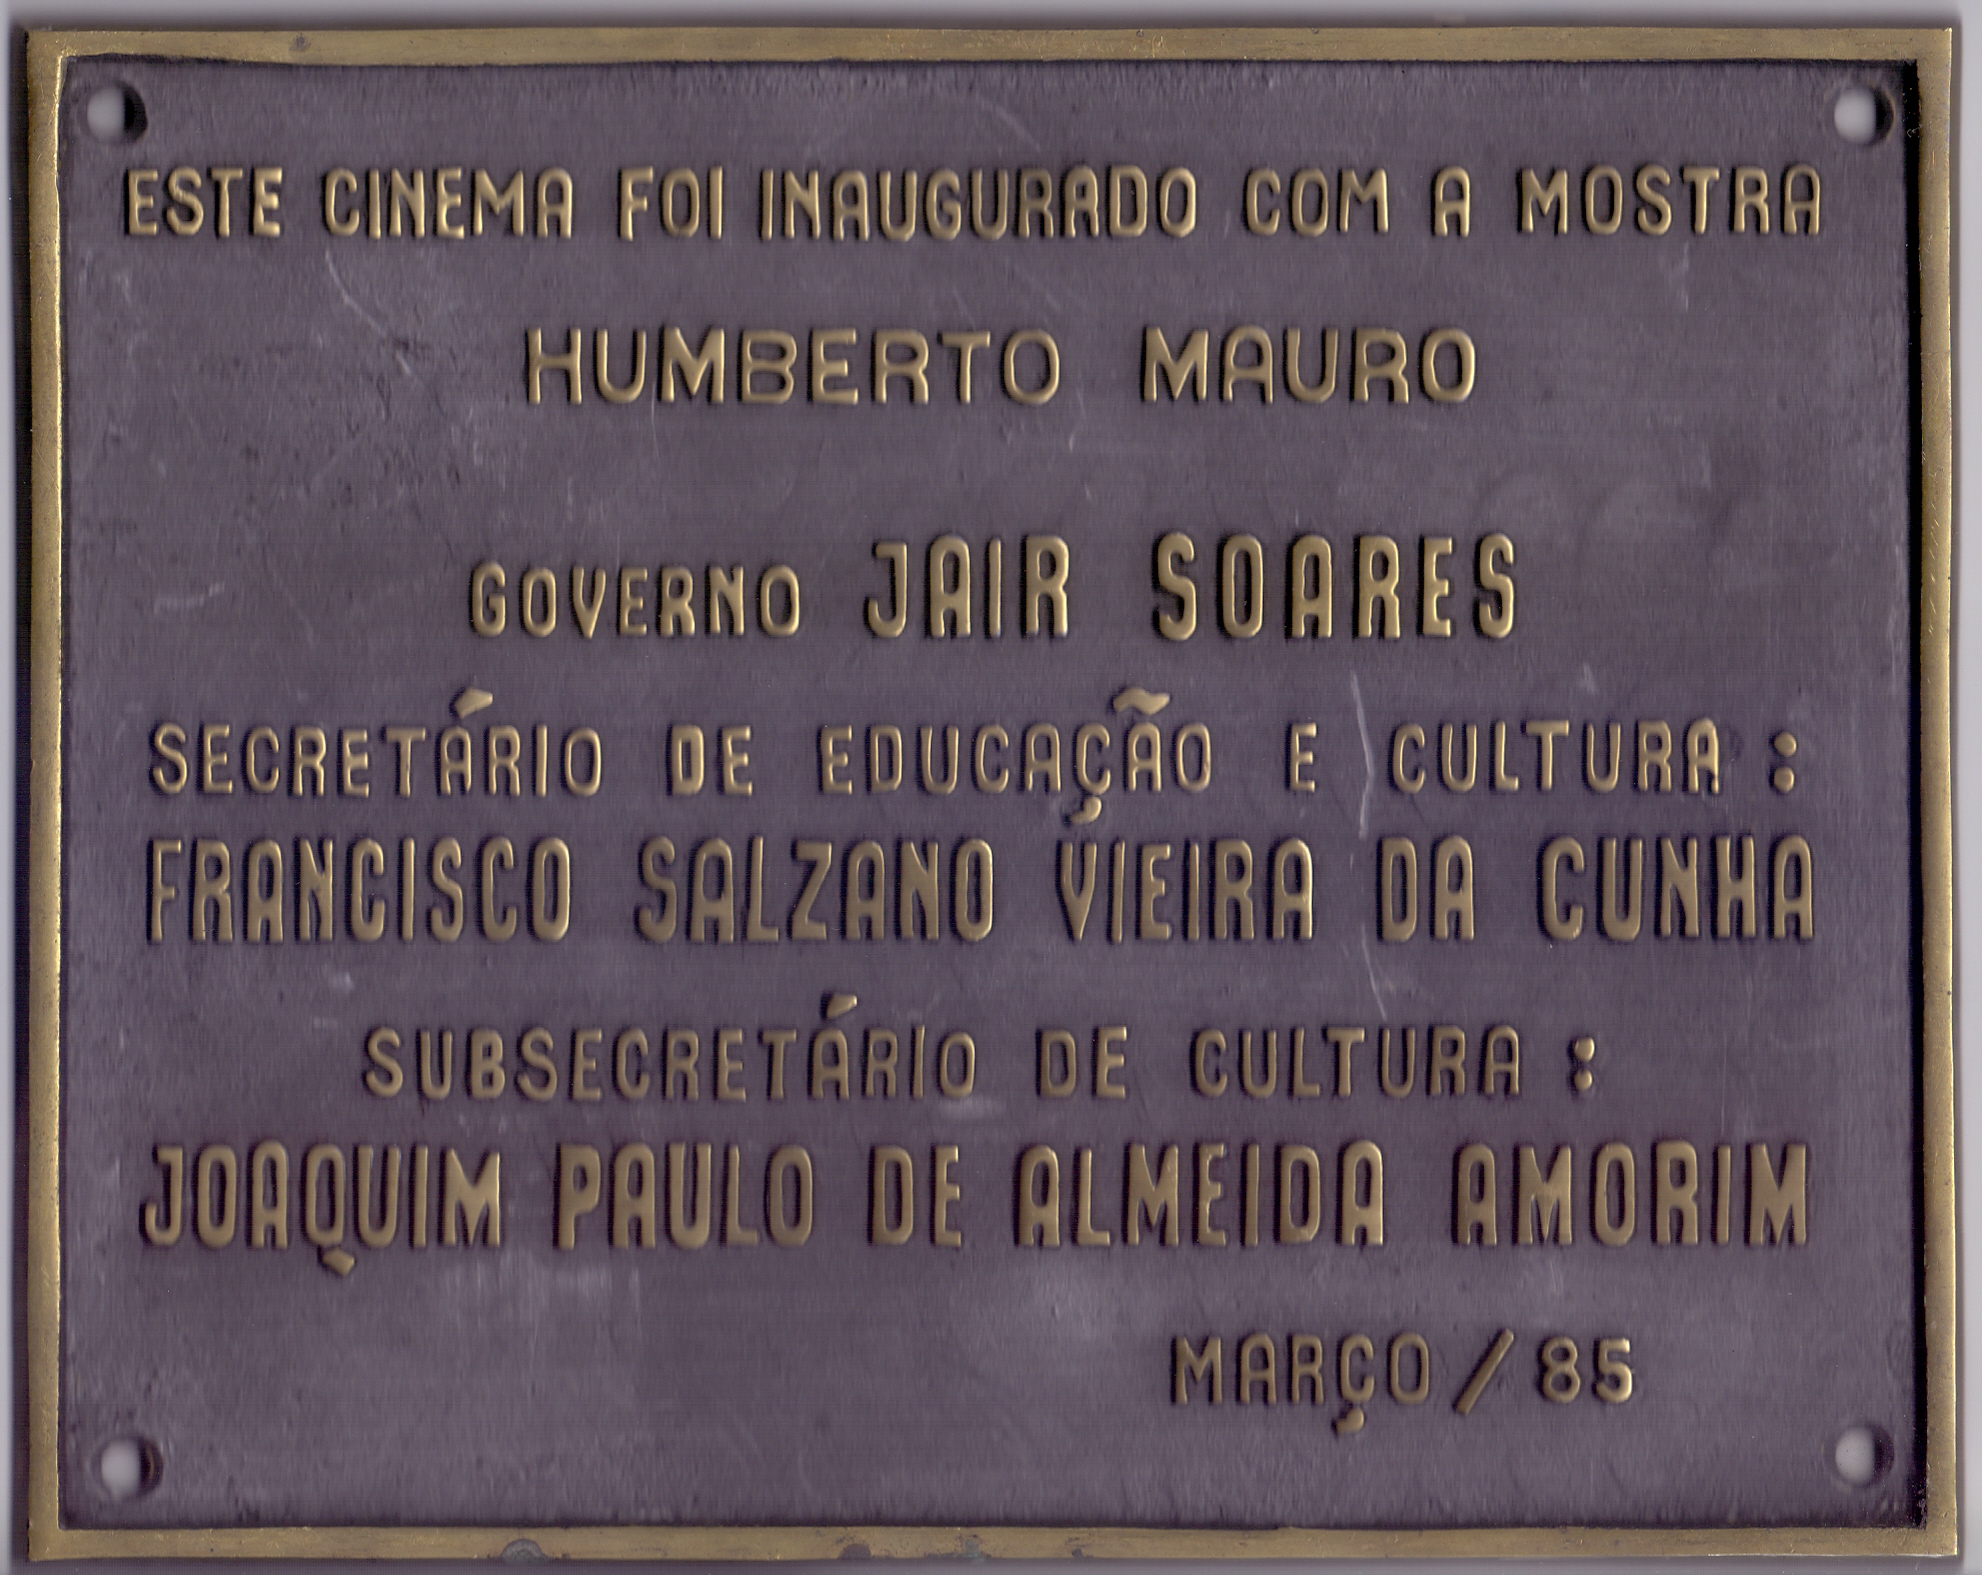 ESTE CINEMA FOI INAUGURADO COM A MOSTRA
HUMBERTO MAURO
GOVERNO JAIR SOARES
SECRETÁRIO DE EDUCAÇÃO E CULTURA :
FRANCISCO SALZANO VIEIRA DA CUNHA
SUBSECRETÁRIO DE CULTURA :
JOAQUIM PAULO DE ALMEIDA AMORIM
MARÇO / 85